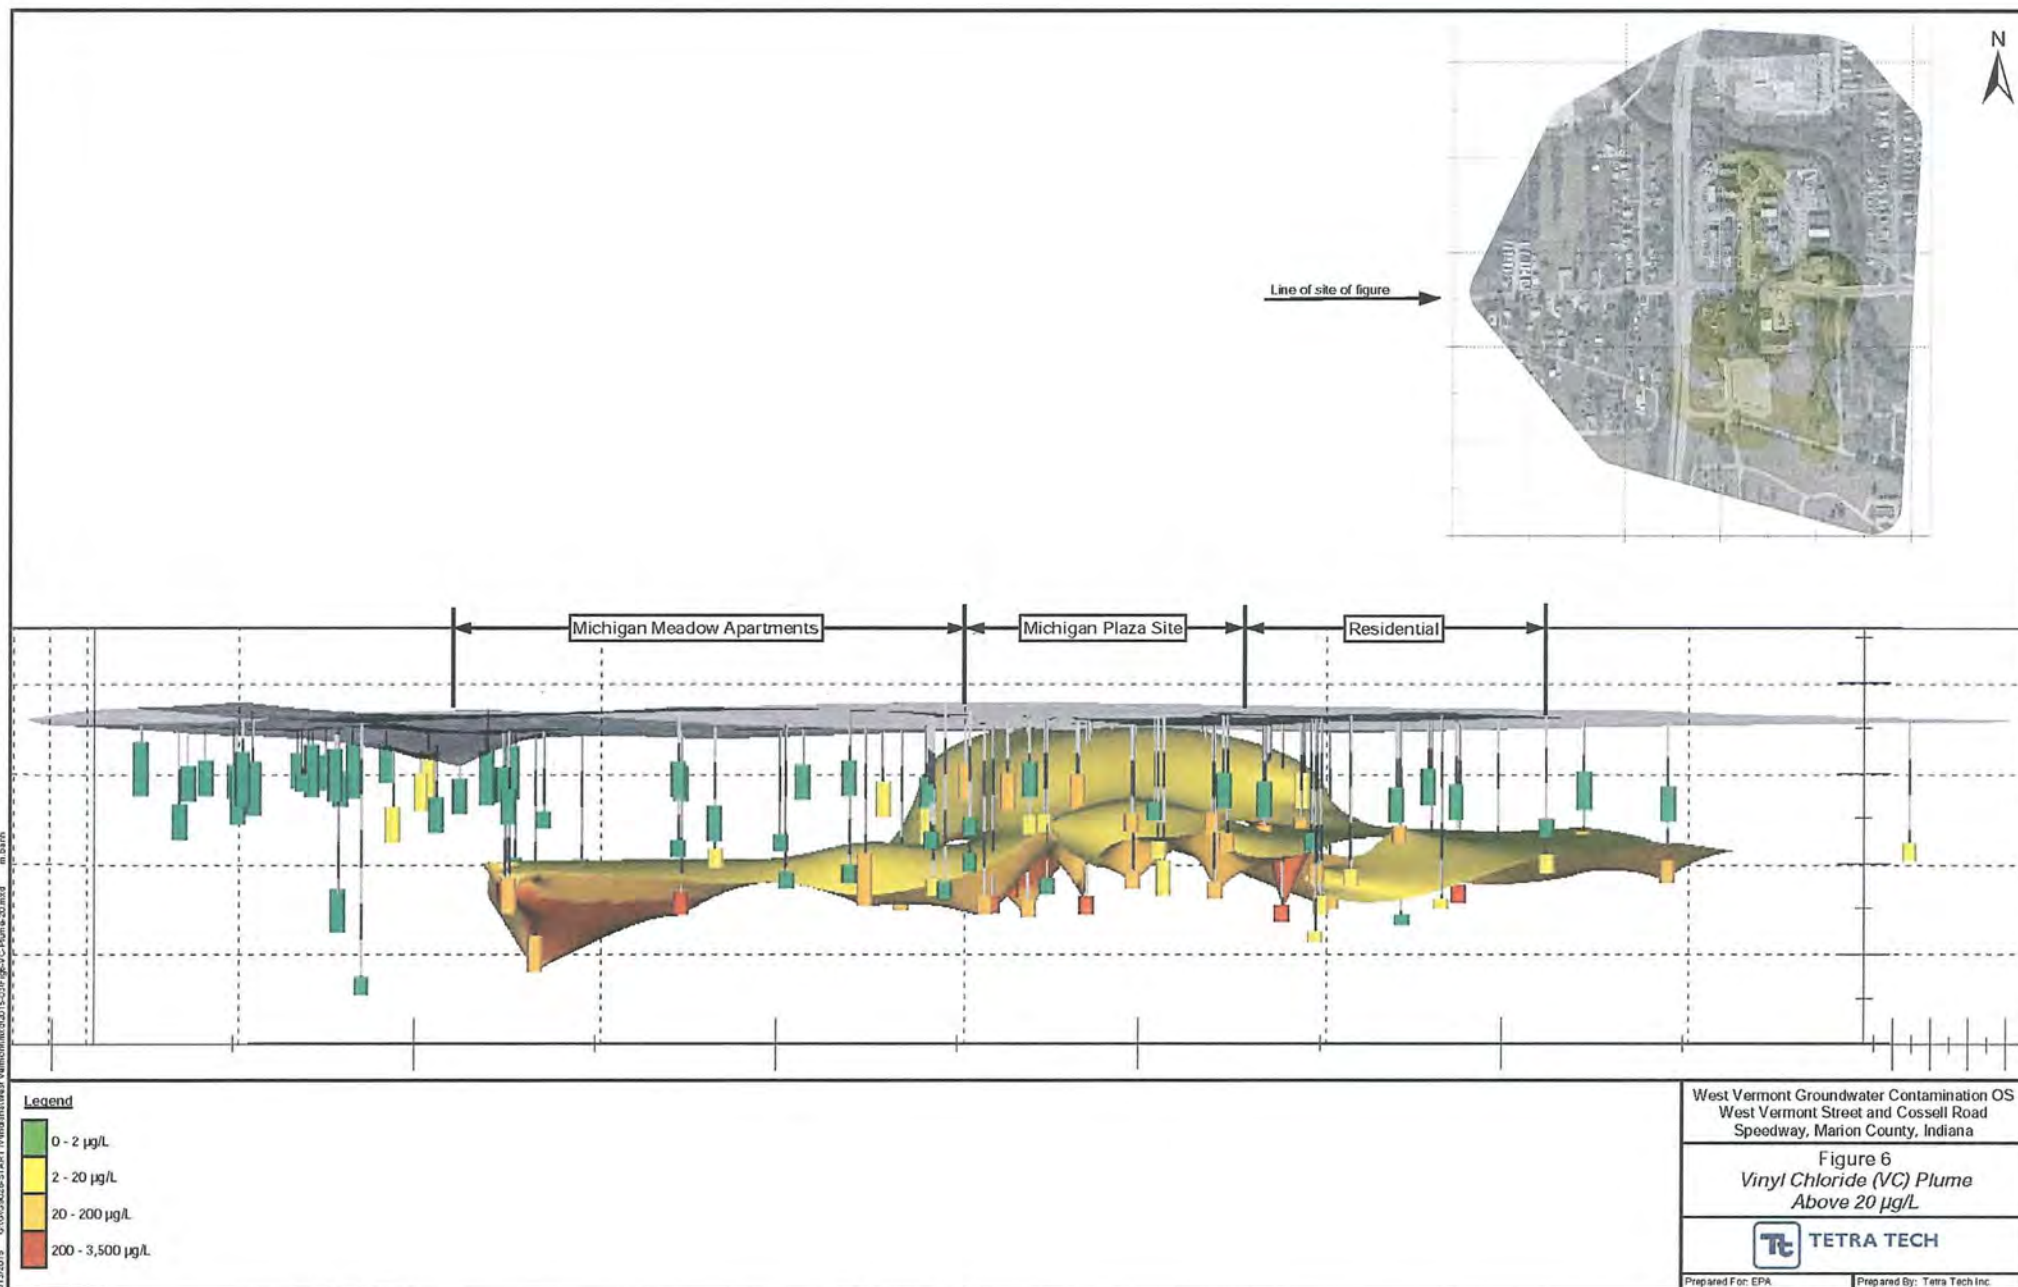 N
Line of site of figure
Michigan Meadow Apartments
Michigan Plaza Site
Residential
Legend
0 - 2 µg/L
2 - 20 µg/L
20 - 200 µg/L
200 - 3,500 µg/L
West Vermont Groundwater Contamination OS
West Vermont Street and Cossell Road
Speedway, Marion County, Indiana
Figure 6
Vinyl Chloride (VC) Plume
Above 20 µg/L
Tt TETRA TECH
Prepared For: EPA
Prepared By: Tetra Tech Inc.